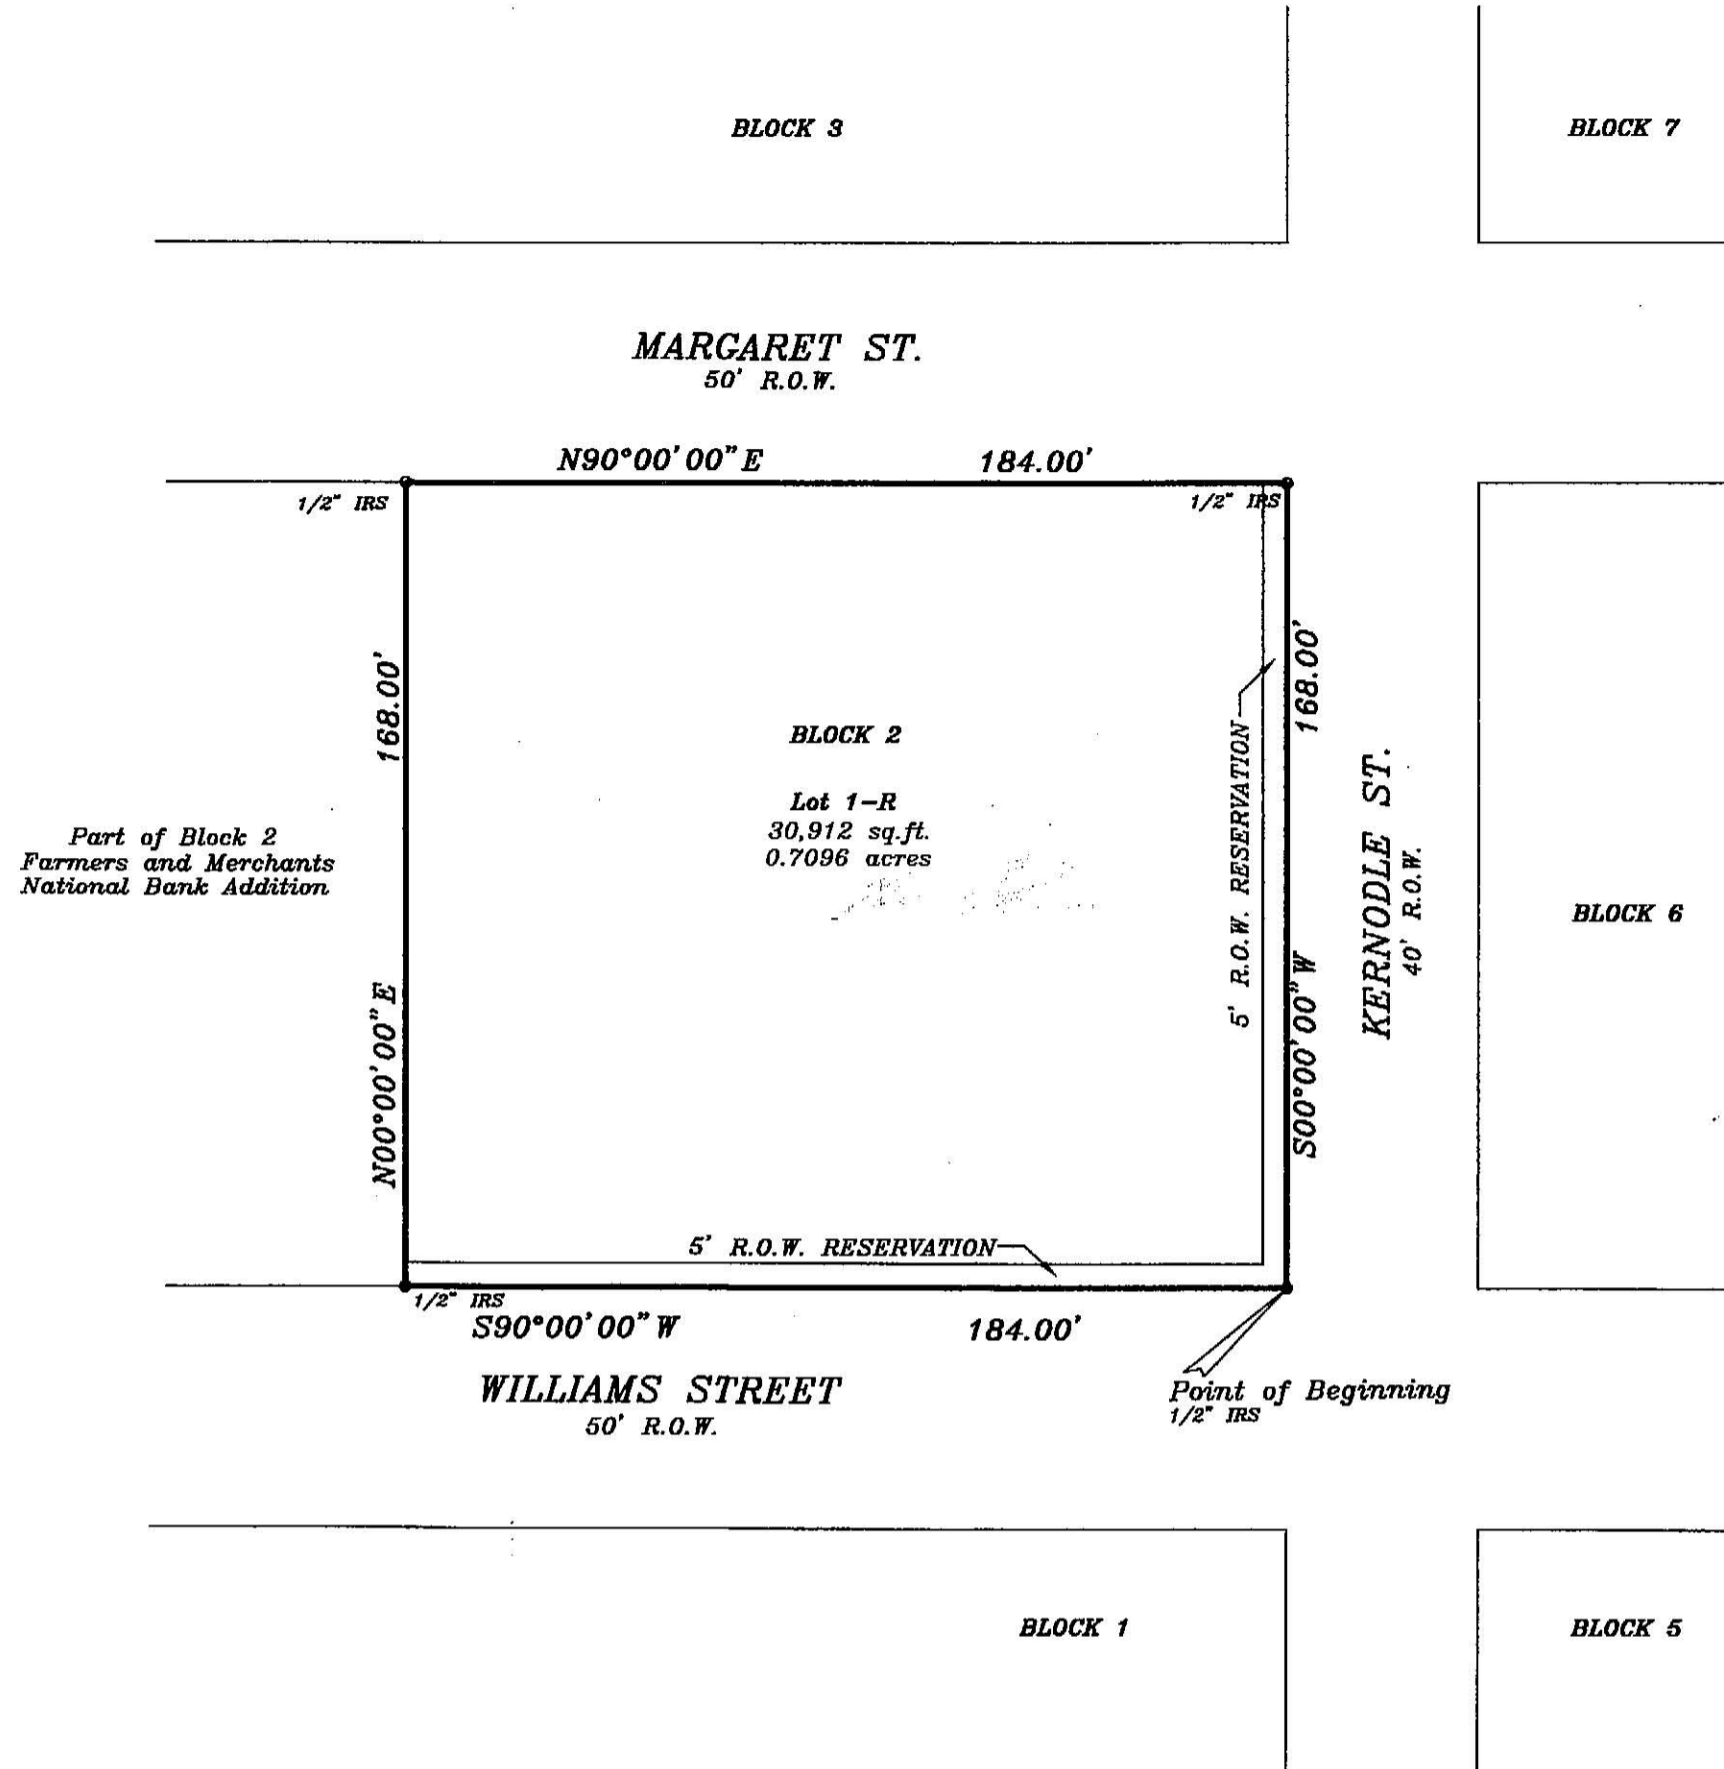 BLOCK 3
BLOCK 7
MARGARET ST.
50' R.O.W.
N90°00'00"E 184.00'
1/2" IRS
1/2" IRS
168.00'
N00°00'00"E
Part of Block 2
Farmers and Merchants
National Bank Addition
BLOCK 2
Lot 1-R
30,912 sq.ft.
0.7096 acres
5' R.O.W. RESERVATION
168.00'
S00°00'00"W
KERNODLE ST.
40' R.O.W.
BLOCK 6
5' R.O.W. RESERVATION
1/2" IRS
S90°00'00"W 184.00'
WILLIAMS STREET
50' R.O.W.
Point of Beginning
1/2" IRS
BLOCK 1
BLOCK 5